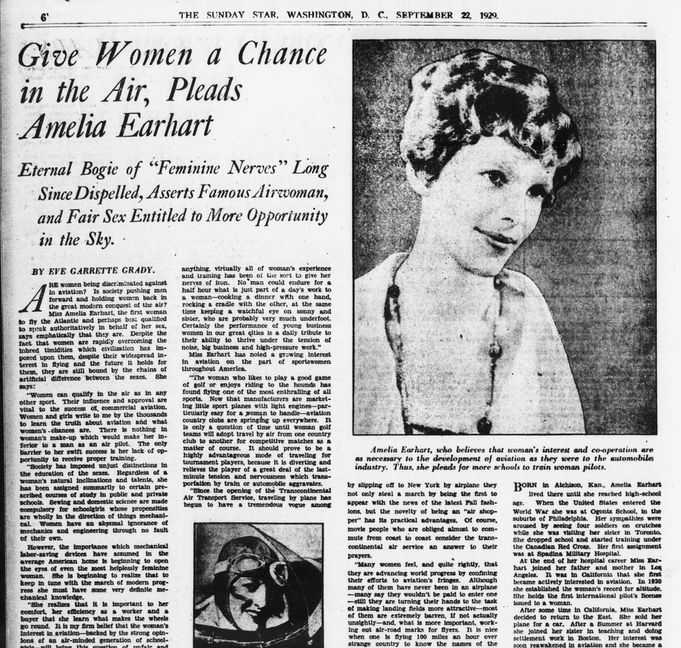 6*
THE SUNDAY STAR, WASHINGTON, D. C., SEPTEMBER 22, 1929.
Give Women a Chance
in the Air, Pleads
Amelia Earhart
Eternal Bogie of “Feminine Nerves” Long
Since Dispelled, Asserts Famous Airwoman,
and Fair Sex Entitled to More Opportunity
in the Sky.
BY EVE GARRETTE GRADY.
ARE women being discriminated against
in aviation? Is society pushing men
forward and holding women back in
the great modern conquest of the air?
Miss Amelia Earhart, the first woman
to fly the Atlantic and perhaps best qualified
to speak authoritatively in behalf of her sex,
says emphatically that they are. Despite the
fact that women are rapidly overcoming the
inbred timidities which civilization has im-
posed upon them, despite their widespread in-
terest in flying and the future it holds for
them, they are still bound by the chains of
artificial difference between the sexes. She
says:
“Women can qualify in the air as in any
other sport. Their influence and approval are
vital to the success of commercial aviation.
Women and girls write to me by the thousands
to learn the truth about aviation and what
women's chances are. There is nothing in
woman's make-up which would make her in-
ferior to a man as an air pilot. The only
barrier to her swift success is her lack of op-
portunity to receive proper training.
“Society has imposed unjust distinctions in
the education of the sexes. Regardless of a
woman's natural inclinations and talents, she
has been assigned summarily to certain pre-
scribed courses of study in public and private
schools. Sewing and domestic science are made
compulsory for schoolgirls whose propensities
are wholly in the direction of things mechani-
cal. Women have an abysmal ignorance of
mechanics and engineering through no fault
of their own.
However, the importance which mechanical
labor-saving devices have assumed in the
average American home is beginning to open
the eyes of even the most helplessly feminine
woman. She is beginning to realize that to
keep in tune with the march of modern prog-
ress she must have some very definite me-
chanical knowledge.
“She realizes that it is important to her
comfort, her efficiency as a worker and a
buyer that she learn what makes the wheels
go round. It is my firm belief that the woman's
interest in aviation—backed by the strong opin-
ions of an air-minded generation of school-
anything, virtually all of woman's experience
and training has been of the sort to give her
nerves of iron. No man could endure for a
half hour what is just part of a day's work to
a woman—cooking a dinner with one hand,
rocking a cradle with the other, at the same
time keeping a watchful eye on sonny and
sister, who are probably very much underfoot.
Certainly the performance of young business
women in our great cities is a daily tribute to
their ability to thrive under the tension of
noise, big business and high-pressure work.”
Miss Earhart has noted a growing interest
in aviation on the part of sportswomen
throughout America.
“The woman who likes to play a good game
of golf or enjoys riding to the hounds has
found flying one of the most enthralling of all
sports. Now that manufacturers are market-
ing little sport planes with light engines—par-
ticularly easy for a woman to handle—aviation
country clubs are springing up everywhere. It
is only a question of time until woman golf
teams will adopt travel by air from one country
club to another for competitive matches as a
matter of course. It should prove to be a
highly advantageous mode of traveling for
tournament players, because it is diverting and
relieves the player of a great deal of the last-
minute tension and nervousness which trans-
portation by train or automobile aggravates.
“Since the opening of the Transcontinental
Air Transport Service, traveling by plane has
begun to have a tremendous vogue among
Amelia Earhart, who believes that woman's interest and co-operation are
as necessary to the development of aviation as they were to the automobile
industry. Thus, she pleads for more schools to train woman pilots.
by slipping off to New York by airplane they
not only steal a march by being the first to
appear with the news of the latest Fall fash-
ions, but the novelty of being an “air shop-
per” has its practical advantages. Of course,
movie people who are obliged almost to com-
mute from coast to coast consider the trans-
continental air service an answer to their
prayers.
“Many women feel, and quite rightly, that
they are advancing world progress by confining
their efforts to aviation's fringes. Although
many of them have never been in an airplane
—many say they wouldn't be paid to enter one
—still they are turning their hands to the task
of making landing fields more attractive—most
of them are extremely barren, if not actually
unsightly—and, what is more important, work-
ing out air-road marks for flyers. It is nice
when one is flying 100 miles an hour over
strange country to know the names of the
BORN in Atchison, Kan., Amelia Earhart
lived there until she reached high-school
age. When the United States entered the
World War she was at Ogontz School, in the
suburbs of Philadelphia. Her sympathies were
aroused by seeing four soldiers on crutches
while she was visiting her sister in Toronto.
She dropped school and started training under
the Canadian Red Cross. Her first assignment
was at Spadina Military Hospital.
At the end of her hospital career Miss Ear-
hart joined her father and mother in Los
Angeles. It was in California that she first
became actively interested in aviation. In 1920
she established the woman's record for altitude.
She holds the first international pilot's license
issued to a woman.
After some time in California, Miss Earhart
decided to return to the East. She sold her
plane for a car. After a Summer at Harvard
she joined her sister in teaching and doing
settlement work in Boston. Her interest was
soon reawakened in aviation and she became a